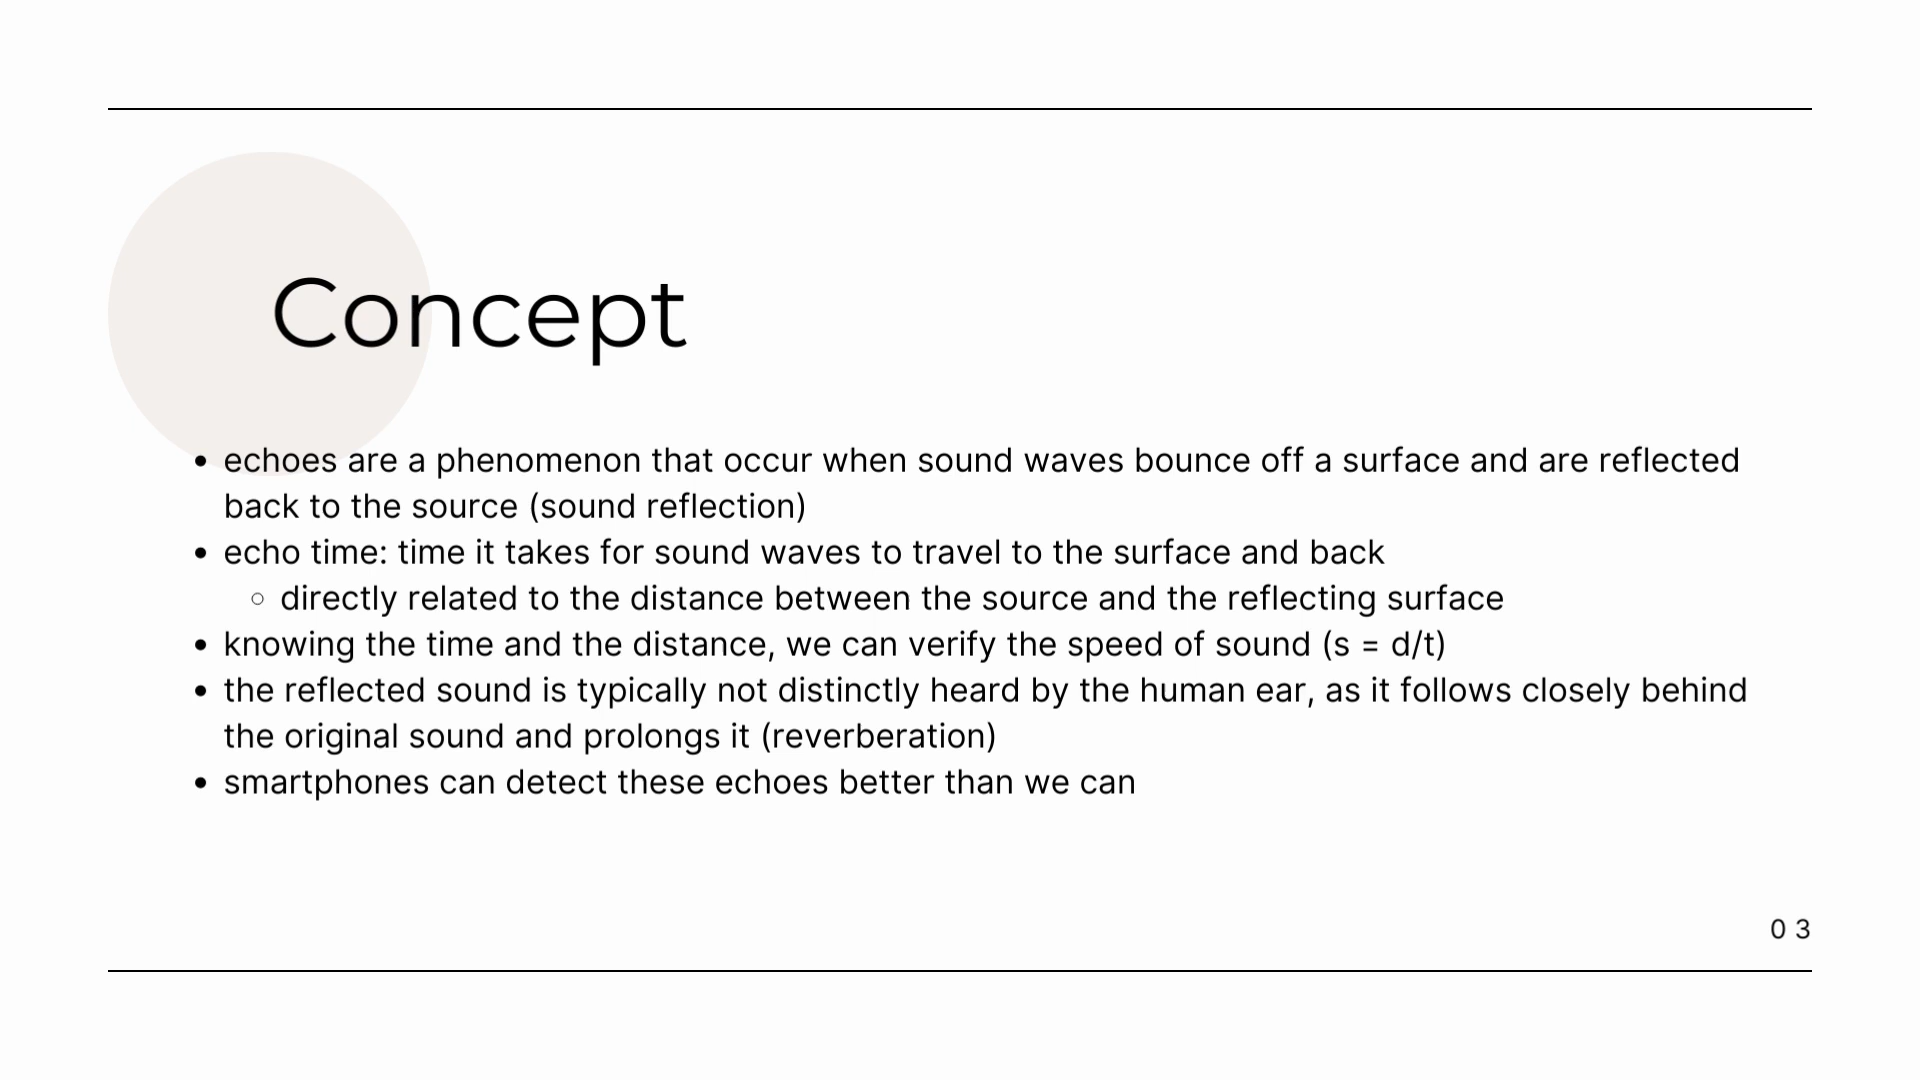 Concept
• echoes are a phenomenon that occur when sound waves bounce off a surface and are reflected
back to the source (sound reflection)
• echo time: time it takes for sound waves to travel to the surface and back
○ directly related to the distance between the source and the reflecting surface
• knowing the time and the distance, we can verify the speed of sound (s = d/t)
• the reflected sound is typically not distinctly heard by the human ear, as it follows closely behind
the original sound and prolongs it (reverberation)
• smartphones can detect these echoes better than we can
03